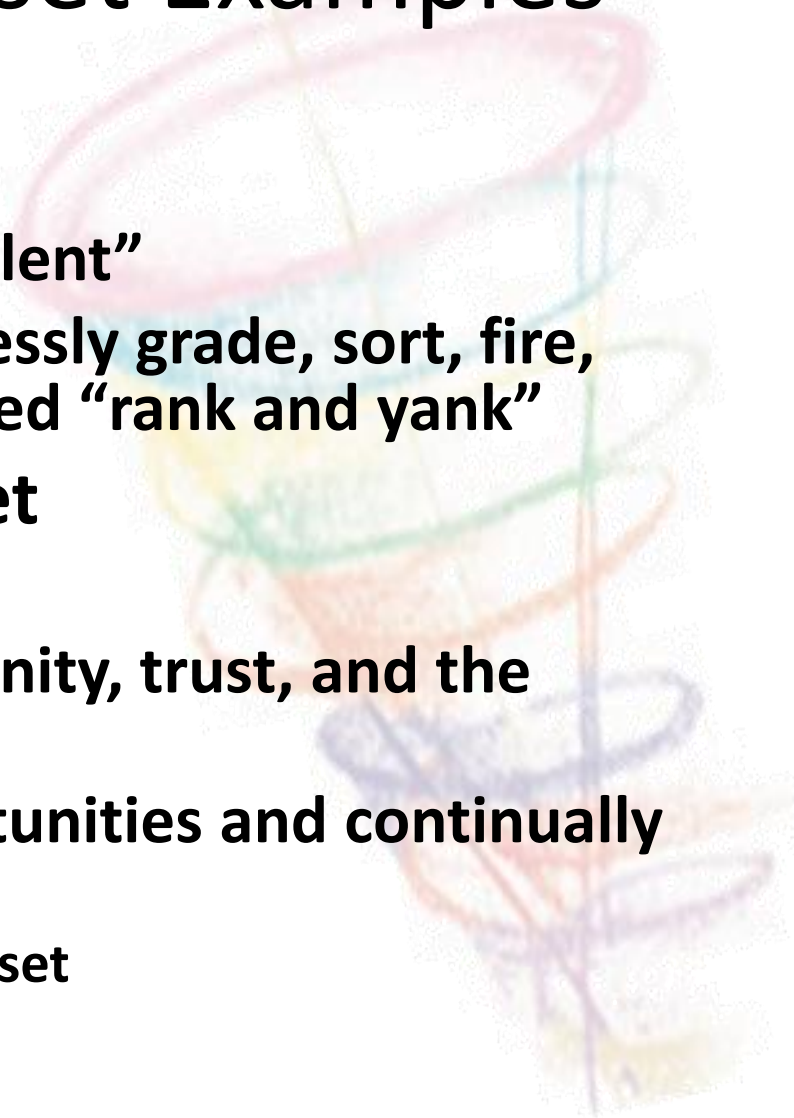 set Examples
lent”
essly grade, sort, fire,
ed “rank and yank”
et
nity, trust, and the
tunities and continually
set